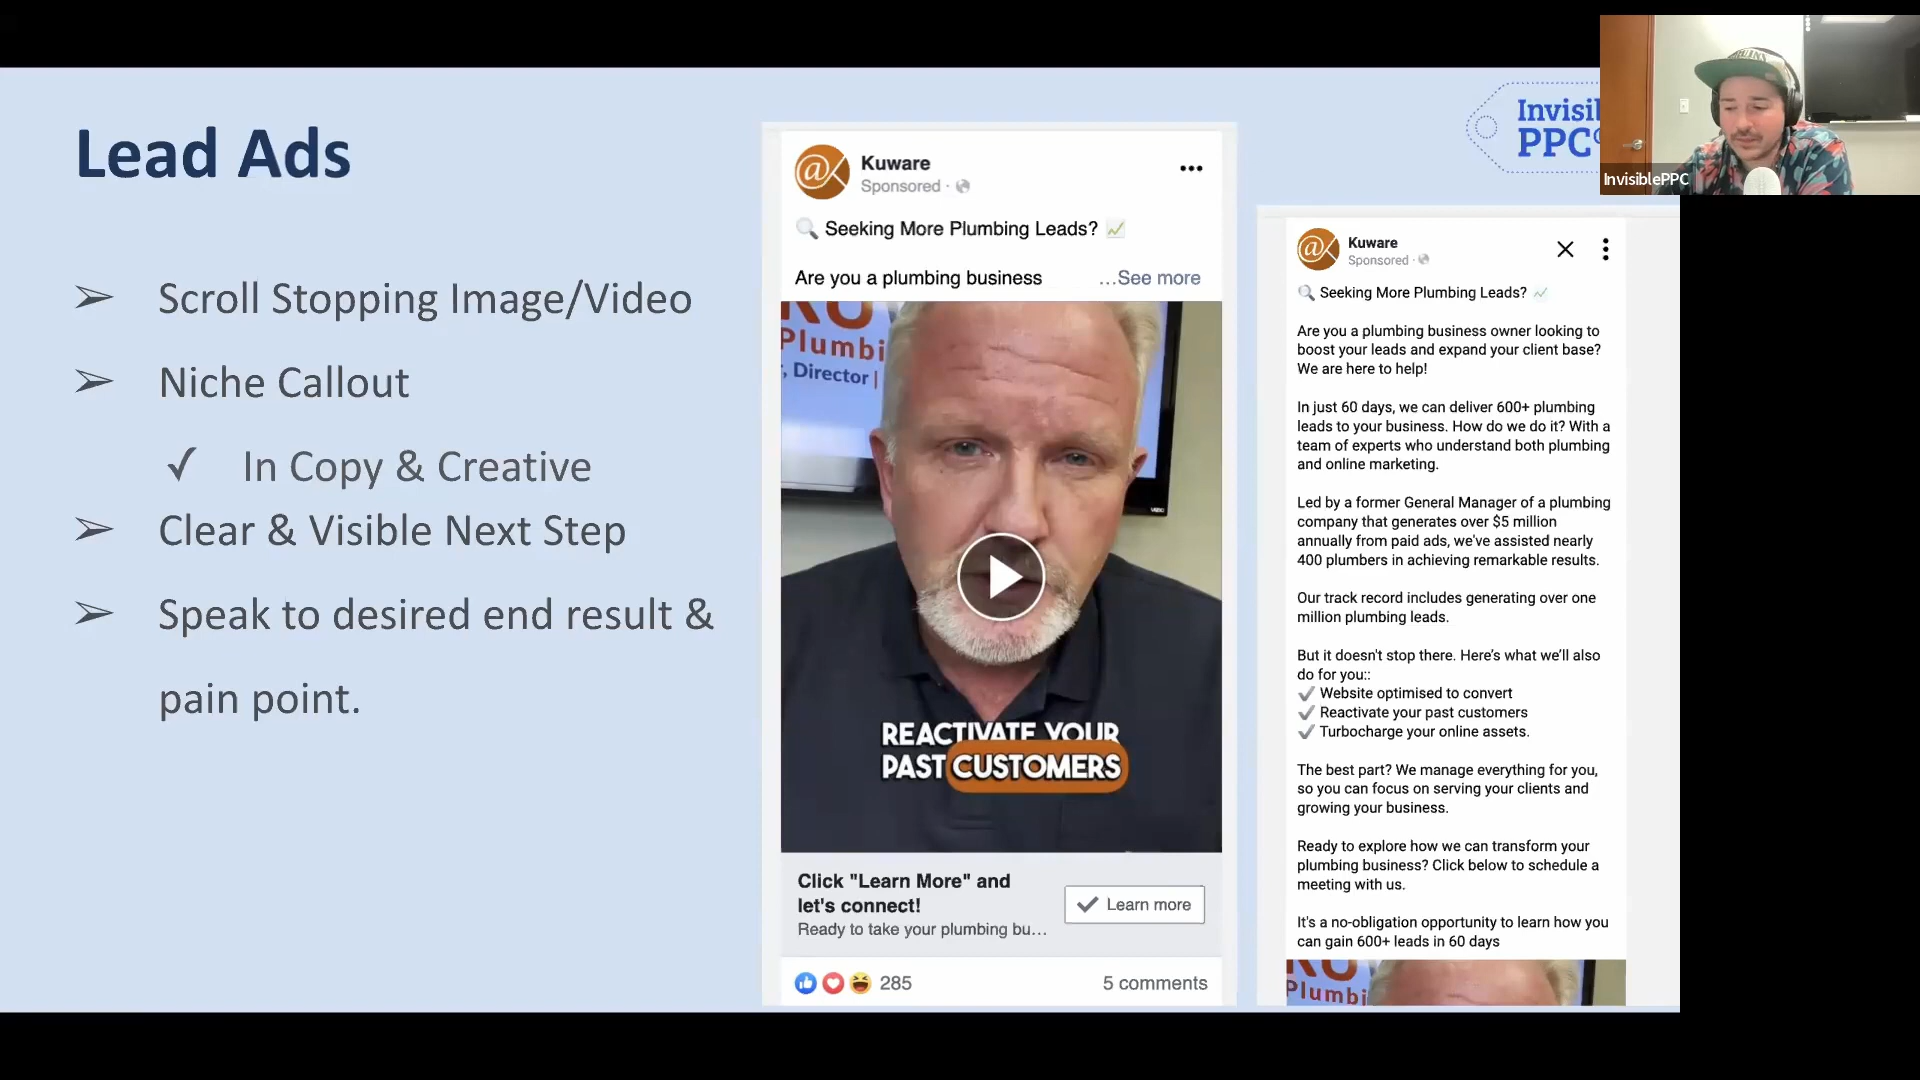 Lead Ads
➢ Scroll Stopping Image/Video
➢ Niche Callout
✓ In Copy & Creative
➢ Clear & Visible Next Step
➢ Speak to desired end result &
pain point.
Kuware
Sponsored ·
🔍 Seeking More Plumbing Leads? 📈
Are you a plumbing business ...See more
Plumbi
, Director |
REACTIVATE YOUR
PAST CUSTOMERS
Click "Learn More" and
let's connect!
Ready to take your plumbing bu...
✓ Learn more
285
5 comments
Invisi
PPC
InvisiblePPC
Kuware
Sponsored ·
🔍 Seeking More Plumbing Leads? 📈
Are you a plumbing business owner looking to
boost your leads and expand your client base?
We are here to help!
In just 60 days, we can deliver 600+ plumbing
leads to your business. How do we do it? With a
team of experts who understand both plumbing
and online marketing.
Led by a former General Manager of a plumbing
company that generates over $5 million
annually from paid ads, we've assisted nearly
400 plumbers in achieving remarkable results.
Our track record includes generating over one
million plumbing leads.
But it doesn't stop there. Here's what we'll also
do for you::
✓ Website optimised to convert
✓ Reactivate your past customers
✓ Turbocharge your online assets.
The best part? We manage everything for you,
so you can focus on serving your clients and
growing your business.
Ready to explore how we can transform your
plumbing business? Click below to schedule a
meeting with us.
It's a no-obligation opportunity to learn how you
can gain 600+ leads in 60 days
Plumbi